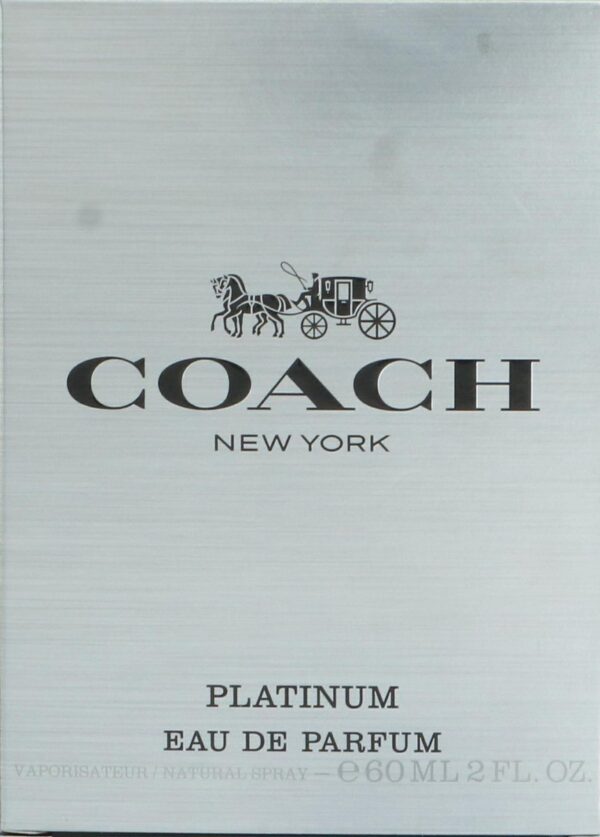 COACH
NEW YORK
PLATINUM
EAU DE PARFUM
VAPORISATEUR / NATURAL SPRAY – ℮ 60 ML 2 FL. OZ.